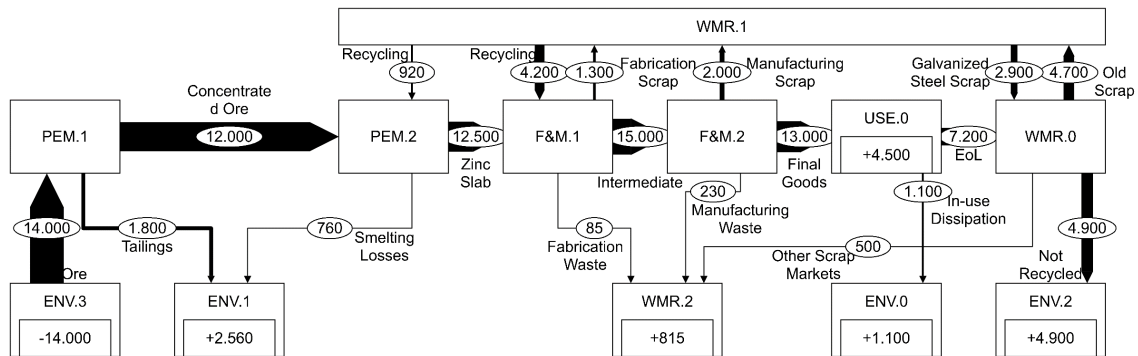 WMR.1
Recycling
920
Recycling
4.200
1.300
Fabrication
Scrap
2.000
Manufacturing
Scrap
Galvanized
Steel Scrap
2.900
4.700
Old
Scrap
Concentrate
d Ore
PEM.1
12.000
PEM.2
12.500
Zinc
Slab
F&M.1
15.000
Intermediate
F&M.2
13.000
Final
Goods
USE.0
+4.500
7.200
EoL
WMR.0
14.000
Ore
1.800
Tailings
760
Smelting
Losses
85
Fabrication
Waste
230
Manufacturing
Waste
500
Other Scrap
Markets
1.100
In-use
Dissipation
4.900
Not
Recycled
ENV.3
-14.000
ENV.1
+2.560
WMR.2
+815
ENV.0
+1.100
ENV.2
+4.900